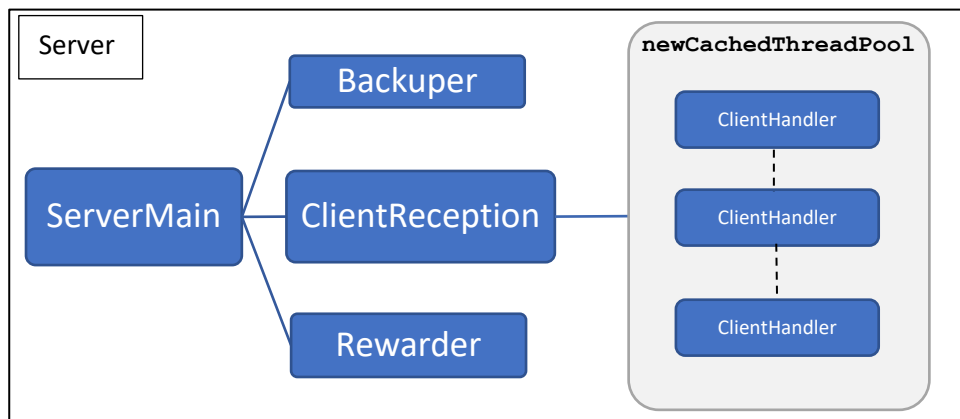 Server
newCachedThreadPool
Backuper
ClientHandler
ServerMain
ClientReception
ClientHandler
Rewarder
ClientHandler